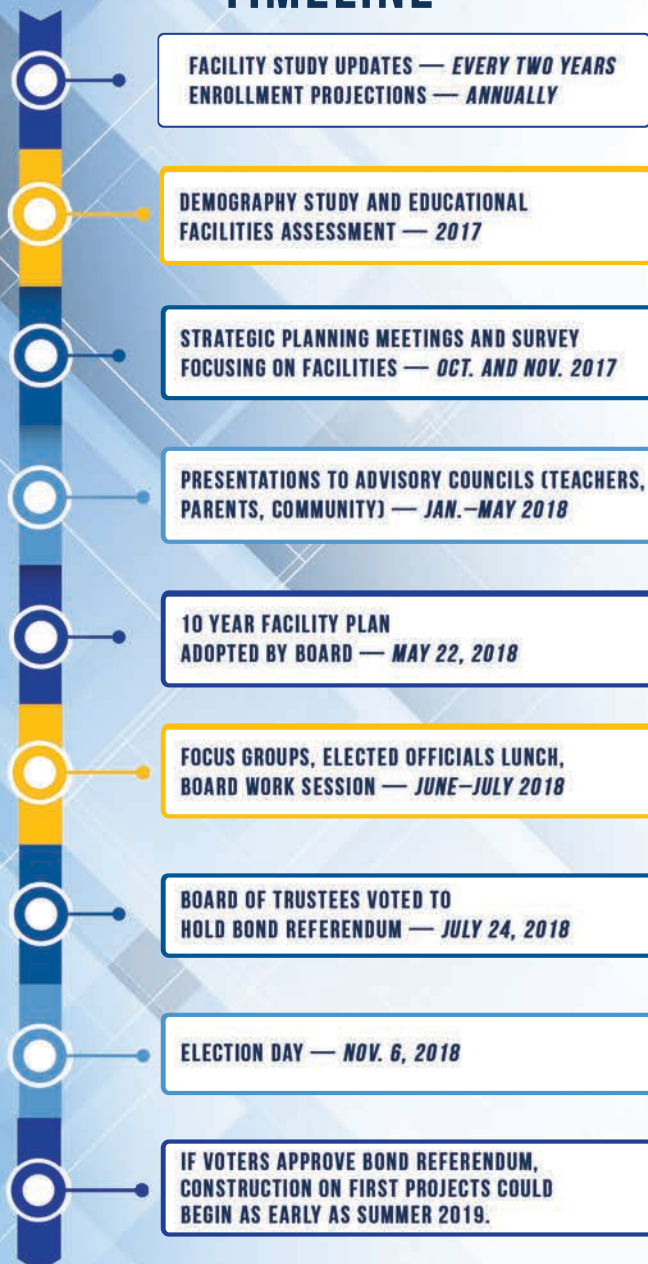 TIMELINE
FACILITY STUDY UPDATES — EVERY TWO YEARS
ENROLLMENT PROJECTIONS — ANNUALLY
DEMOGRAPHY STUDY AND EDUCATIONAL
FACILITIES ASSESSMENT — 2017
STRATEGIC PLANNING MEETINGS AND SURVEY
FOCUSING ON FACILITIES — OCT. AND NOV. 2017
PRESENTATIONS TO ADVISORY COUNCILS (TEACHERS,
PARENTS, COMMUNITY) — JAN.–MAY 2018
10 YEAR FACILITY PLAN
ADOPTED BY BOARD — MAY 22, 2018
FOCUS GROUPS, ELECTED OFFICIALS LUNCH,
BOARD WORK SESSION — JUNE–JULY 2018
BOARD OF TRUSTEES VOTED TO
HOLD BOND REFERENDUM — JULY 24, 2018
ELECTION DAY — NOV. 6, 2018
IF VOTERS APPROVE BOND REFERENDUM,
CONSTRUCTION ON FIRST PROJECTS COULD
BEGIN AS EARLY AS SUMMER 2019.